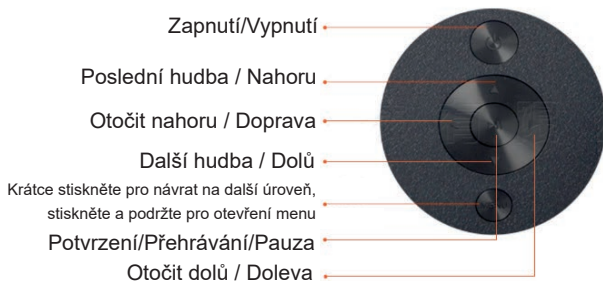 Zapnutí/Vypnutí
Poslední hudba / Nahoru
Otočit nahoru / Doprava
Další hudba / Dolů
Krátce stiskněte pro návrat na další úroveň,
stiskněte a podržte pro otevření menu
Potvrzení/Přehrávání/Pauza
Otočit dolů / Doleva